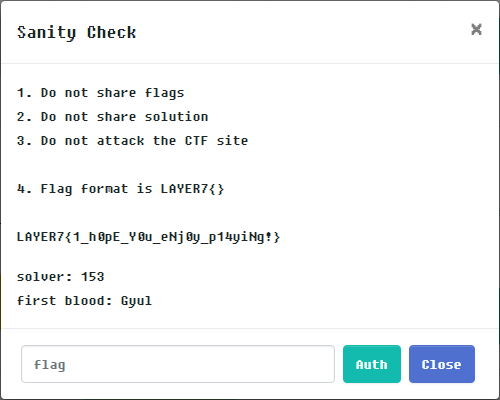 Sanity Check ×
1. Do not share flags
2. Do not share solution
3. Do not attack the CTF site
4. Flag format is LAYER7{}
LAYER7{1_h0pE_Y0u_eNj0y_p14yiNg!}
solver: 153
first blood: Gyul
flag Auth Close